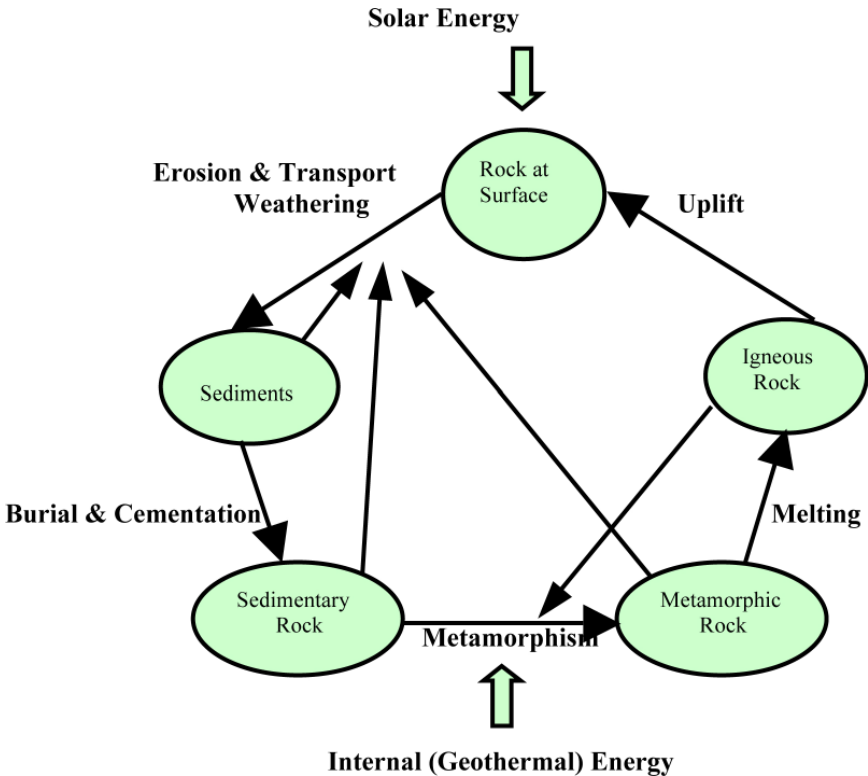 Solar Energy
Rock at
Surface
Erosion & Transport
Weathering
Uplift
Igneous
Rock
Sediments
Burial & Cementation
Melting
Sedimentary
Rock
Metamorphic
Rock
Metamorphism
Internal (Geothermal) Energy